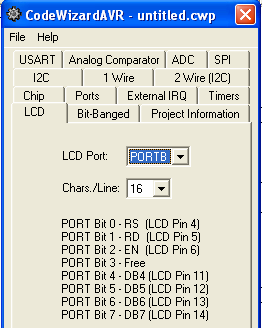 CodeWizardAVR - untitled.cwp
File Help
USART Analog Comparator ADC SPI
I2C 1 Wire 2 Wire (I2C)
Chip Ports External IRQ Timers
LCD Bit-Banged Project Information
LCD Port: PORTB
Chars./Line: 16
PORT Bit 0 - RS (LCD Pin 4)
PORT Bit 1 - RD (LCD Pin 5)
PORT Bit 2 - EN (LCD Pin 6)
PORT Bit 3 - Free
PORT Bit 4 - DB4 (LCD Pin 11)
PORT Bit 5 - DB5 (LCD Pin 12)
PORT Bit 6 - DB6 (LCD Pin 13)
PORT Bit 7 - DB7 (LCD Pin 14)